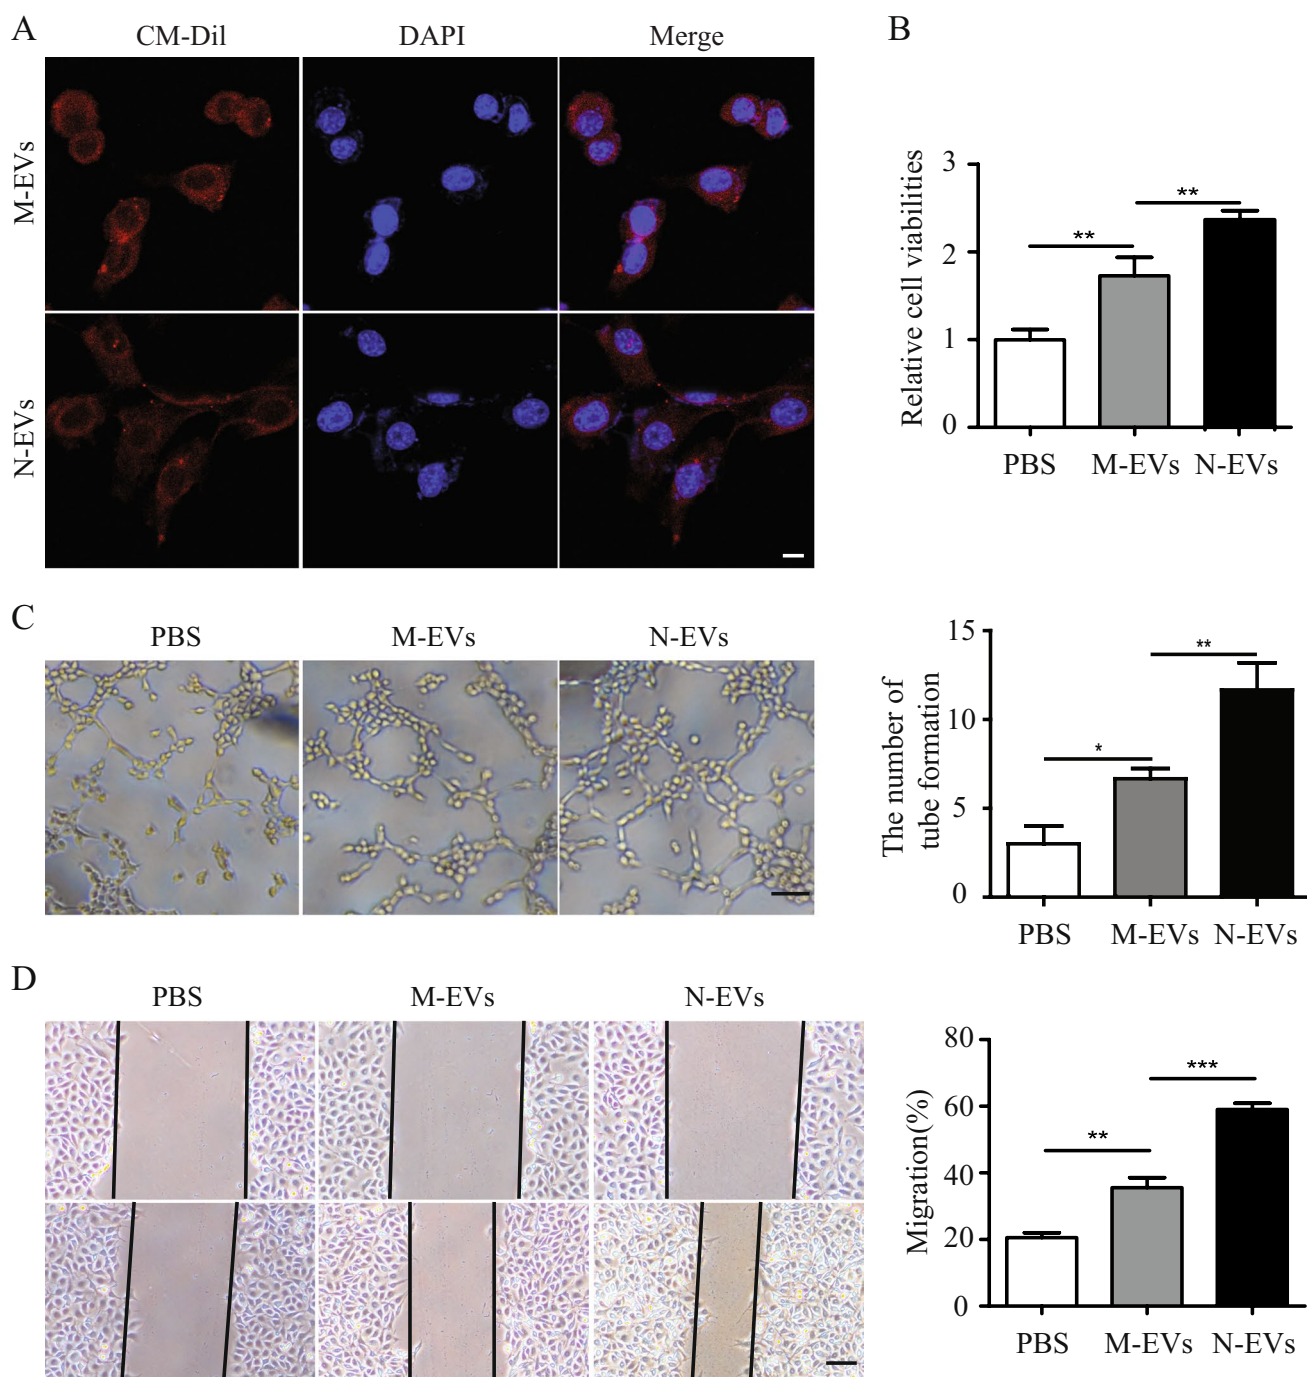 A
CM-Dil
DAPI
Merge
M-EVs
N-EVs
B
Relative cell viabilities
3
2
1
0
**
**
PBS
M-EVs
N-EVs
C
PBS
M-EVs
N-EVs
The number of
tube formation
15
10
5
0
*
**
PBS
M-EVs
N-EVs
D
PBS
M-EVs
N-EVs
Migration(%)
80
60
40
20
0
**
***
PBS
M-EVs
N-EVs